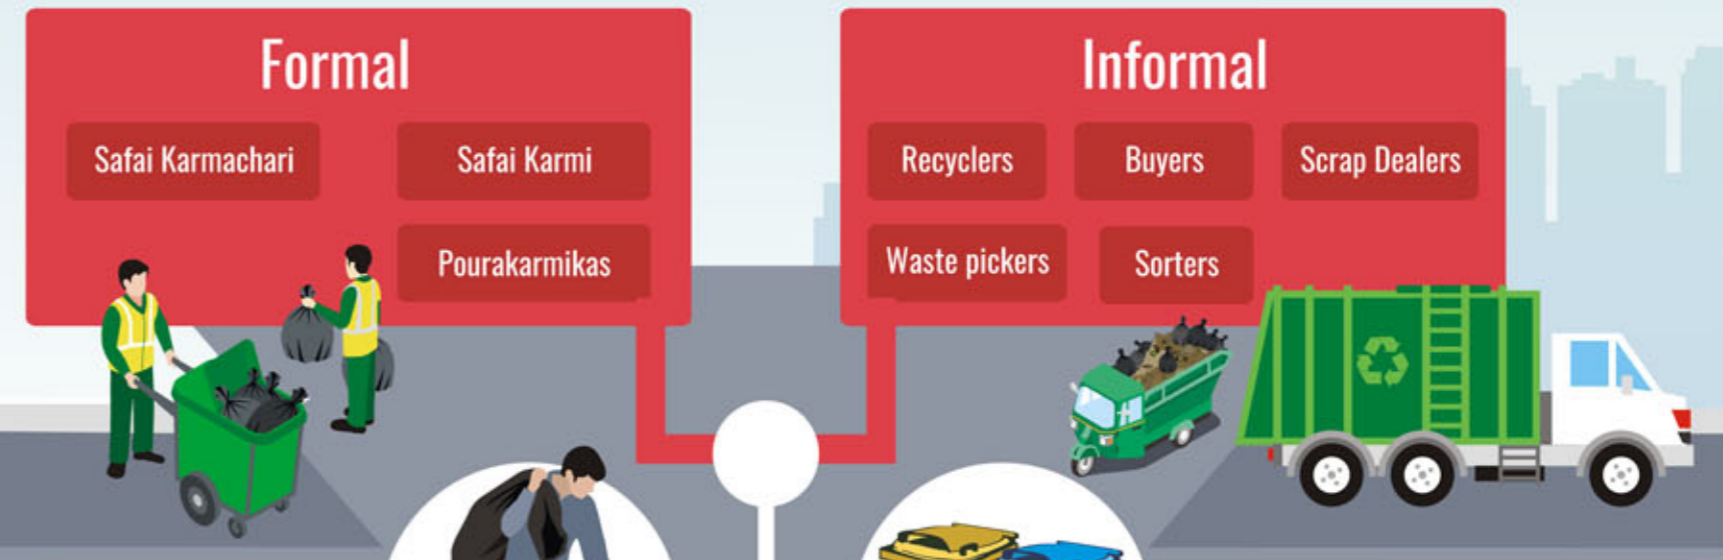 Formal
Safai Karmachari
Safai Karmi
Pourakarmikas
Informal
Recyclers
Buyers
Scrap Dealers
Waste pickers
Sorters